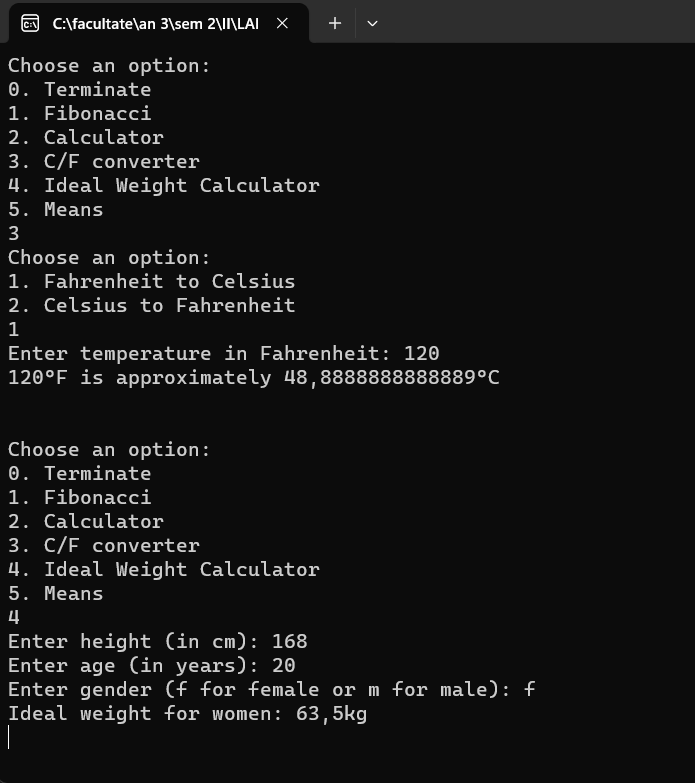 C:\facultate\an 3\sem 2\II\LAI
Choose an option:
0. Terminate
1. Fibonacci
2. Calculator
3. C/F converter
4. Ideal Weight Calculator
5. Means
3
Choose an option:
1. Fahrenheit to Celsius
2. Celsius to Fahrenheit
1
Enter temperature in Fahrenheit: 120
120°F is approximately 48,8888888888889°C
Choose an option:
0. Terminate
1. Fibonacci
2. Calculator
3. C/F converter
4. Ideal Weight Calculator
5. Means
4
Enter height (in cm): 168
Enter age (in years): 20
Enter gender (f for female or m for male): f
Ideal weight for women: 63,5kg